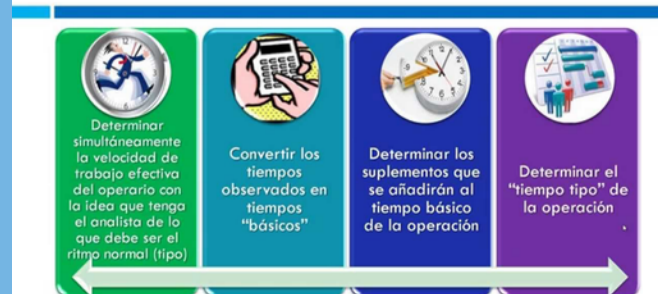 Determinar
simultáneamente
la velocidad de
trabajo efectiva
del operario con
la idea que tenga
el analista de lo
que debe ser el
ritmo normal (tipo)
Convertir los
tiempos
observados en
tiempos
“básicos”
Determinar los
suplementos que
se añadirán al
tiempo básico
de la operación
Determinar el
“tiempo tipo” de
la operación
.